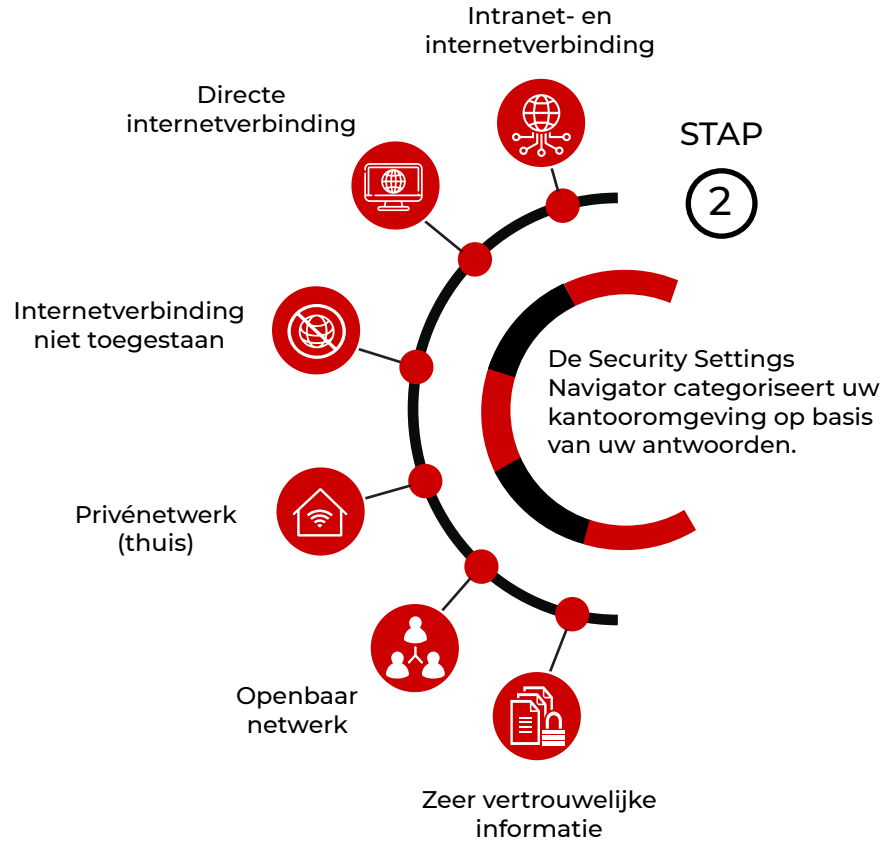 Intranet- en
internetverbinding
Directe
internetverbinding
STAP
2
Internetverbinding
niet toegestaan
De Security Settings
Navigator categoriseert uw
kantooromgeving op basis
van uw antwoorden.
Privénetwerk
(thuis)
Openbaar
netwerk
Zeer vertrouwelijke
informatie